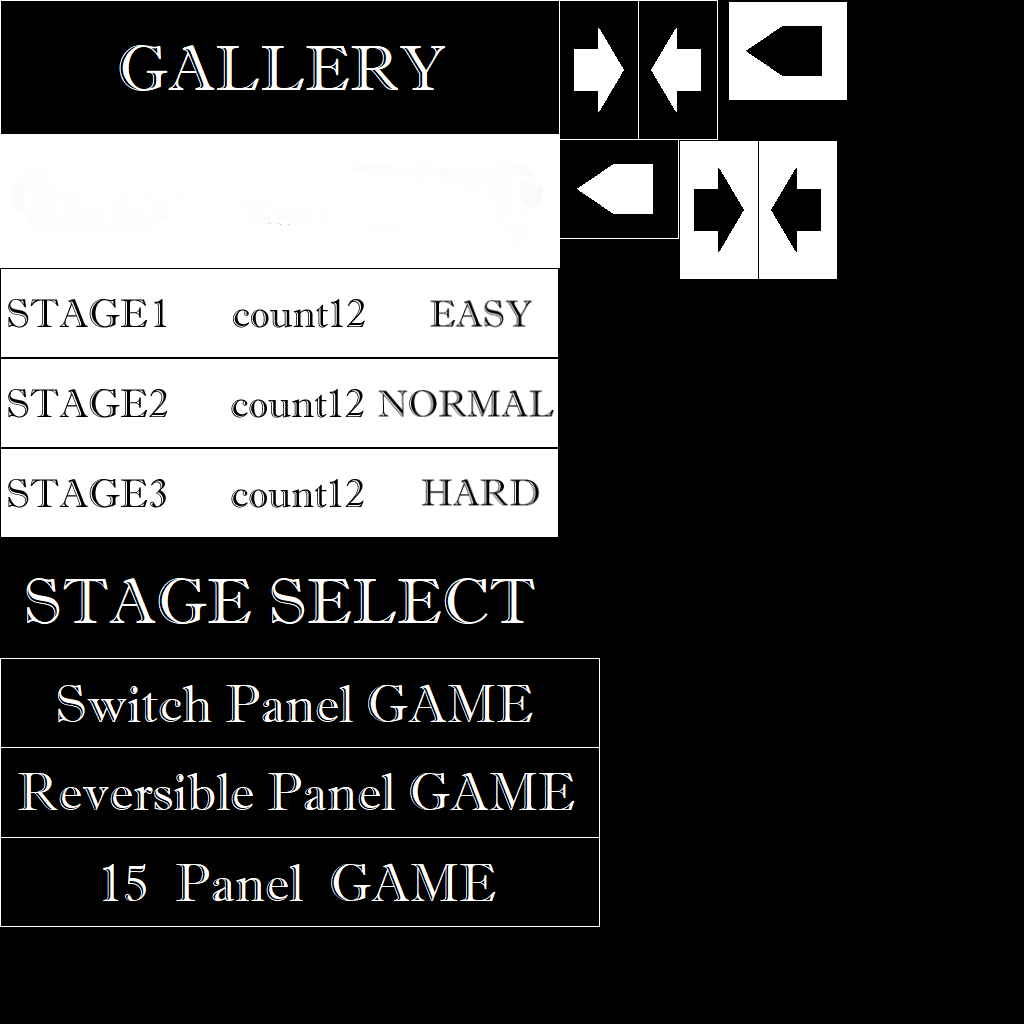 GALLERY
STAGE1 count12 EASY
STAGE2 count12 NORMAL
STAGE3 count12 HARD
STAGE SELECT
Switch Panel GAME
Reversible Panel GAME
15 Panel GAME